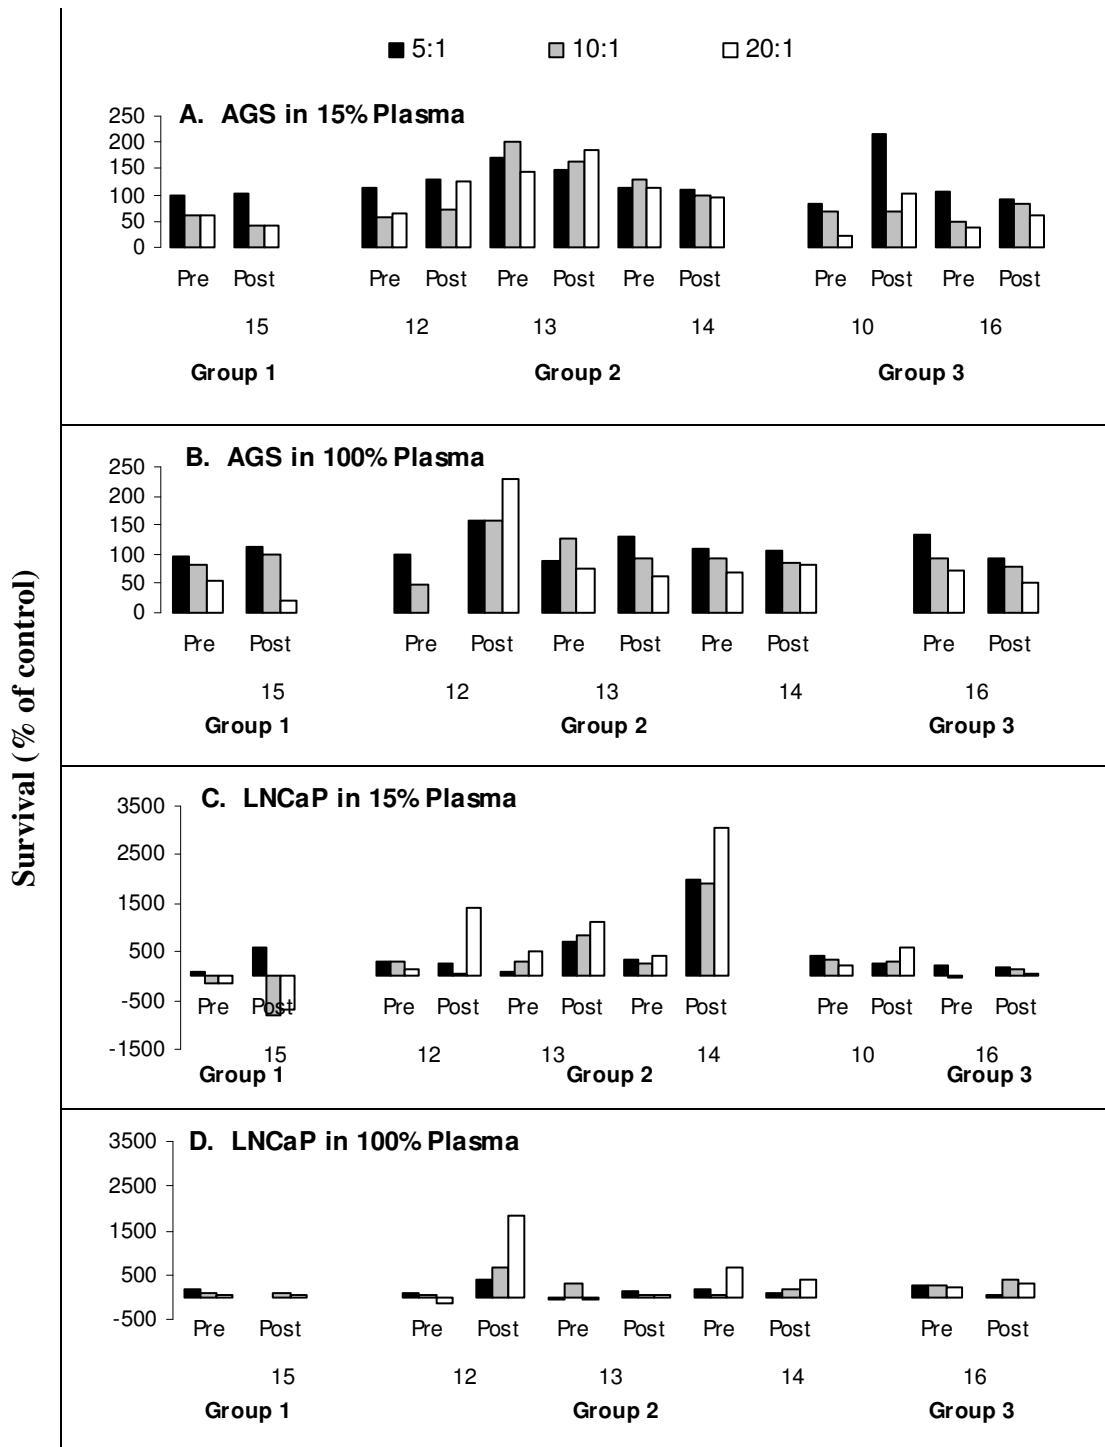 5:1 10:1 20:1
A. AGS in 15% Plasma
250
200
150
100
50
0
Pre Post Pre Post Pre Post Pre Post Pre Post Pre Post
15 12 13 14 10 16
Group 1 Group 2 Group 3
B. AGS in 100% Plasma
250
200
150
100
50
0
Pre Post Pre Post Pre Post Pre Post Pre Post
15 12 13 14 16
Group 1 Group 2 Group 3
Survival (% of control)
C. LNCaP in 15% Plasma
3500
2500
1500
500
-500
-1500
Pre Post Pre Post Pre Post Pre Post Pre Post Pre Post
15 12 13 14 10 16
Group 1 Group 2 Group 3
D. LNCaP in 100% Plasma
3500
2500
1500
500
-500
Pre Post Pre Post Pre Post Pre Post Pre Post
15 12 13 14 16
Group 1 Group 2 Group 3